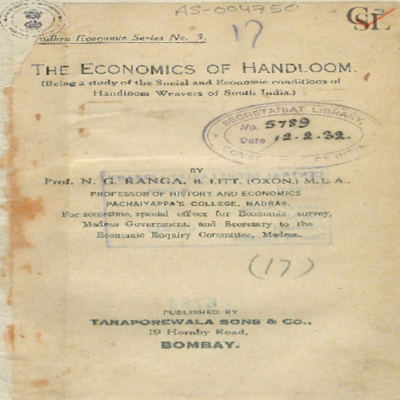 AS-004750
CSL
Andhra Economic Series No. 3.
17
THE ECONOMICS OF HANDLOOM.
(Being a study of the Social and Economic conditions of
Handloom Weavers of South India.)
SECRETARIAT LIBRARY
No. 5789
Date 12.2.32
GOVERNMENT OF INDIA
BY
Prof. N. G. RANGA, B. LITT. (OXON.) M.L.A.,
PROFESSOR OF HISTORY AND ECONOMICS
PACHAIYAPPA'S COLLEGE, MADRAS.
For sometime, special officer for Economic survey,
Madras Government, and Secretary to the
Economic Enquiry Committee, Madras.
(17)
PUBLISHED BY
TARAPOREWALA SONS & Co.,
19 Hornby Road,
BOMBAY.